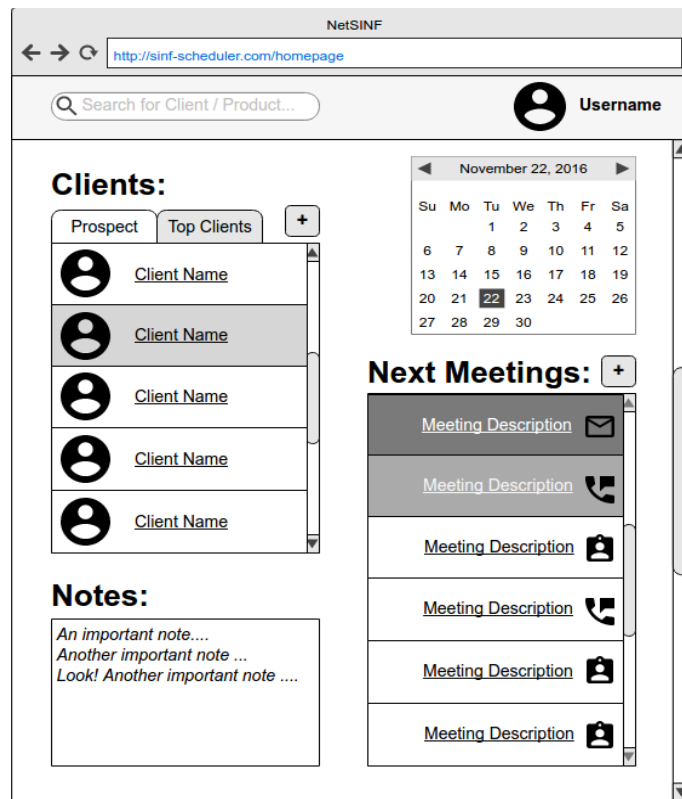 NetSINF
http://sinf-scheduler.com/homepage
Search for Client / Product...
Username
Clients:
Prospect
Top Clients
+
Client Name
Client Name
Client Name
Client Name
Client Name
Notes:
An important note....
Another important note ...
Look! Another important note ....
November 22, 2016
Su Mo Tu We Th Fr Sa
1 2 3 4 5
6 7 8 9 10 11 12
13 14 15 16 17 18 19
20 21 22 23 24 25 26
27 28 29 30
Next Meetings:
+
Meeting Description
Meeting Description
Meeting Description
Meeting Description
Meeting Description
Meeting Description